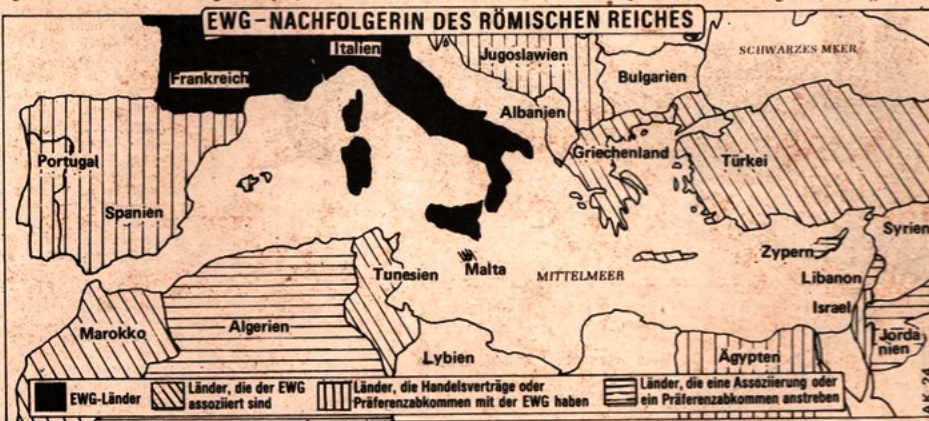 EWG-NACHFOLGERIN DES RÖMISCHEN REICHES
Italien
Jugoslawien
SCHWARZES MEER
Frankreich
Bulgarien
Albanien
Portugal
Griechenland
Türkei
Spanien
Syrien
Zypern
Tunesien
Malta
MITTELMEER
Libanon
Israel
Marokko
Algerien
Jorda
nien
Lybien
Ägypten
EWG-Länder
Länder, die der EWG
assoziiert sind
Länder, die Handelsverträge oder
Präferenzabkommen mit der EWG haben
Länder, die eine Assoziierung oder
ein Präferenzabkommen anstreben